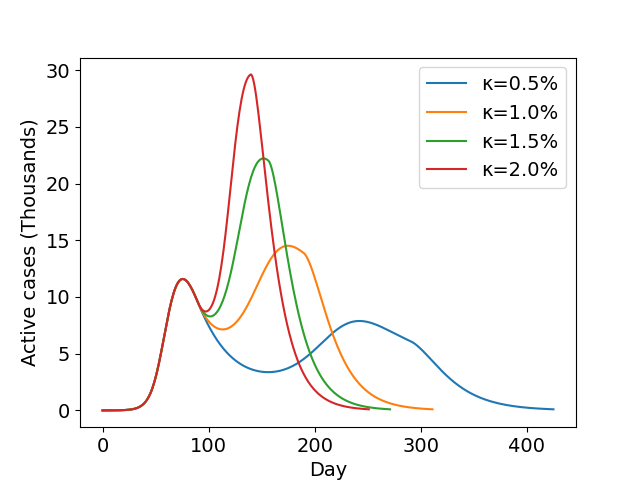 Active cases (Thousands)
30
25
20
15
10
5
0
0 100 200 300 400
Day
κ=0.5%
κ=1.0%
κ=1.5%
κ=2.0%